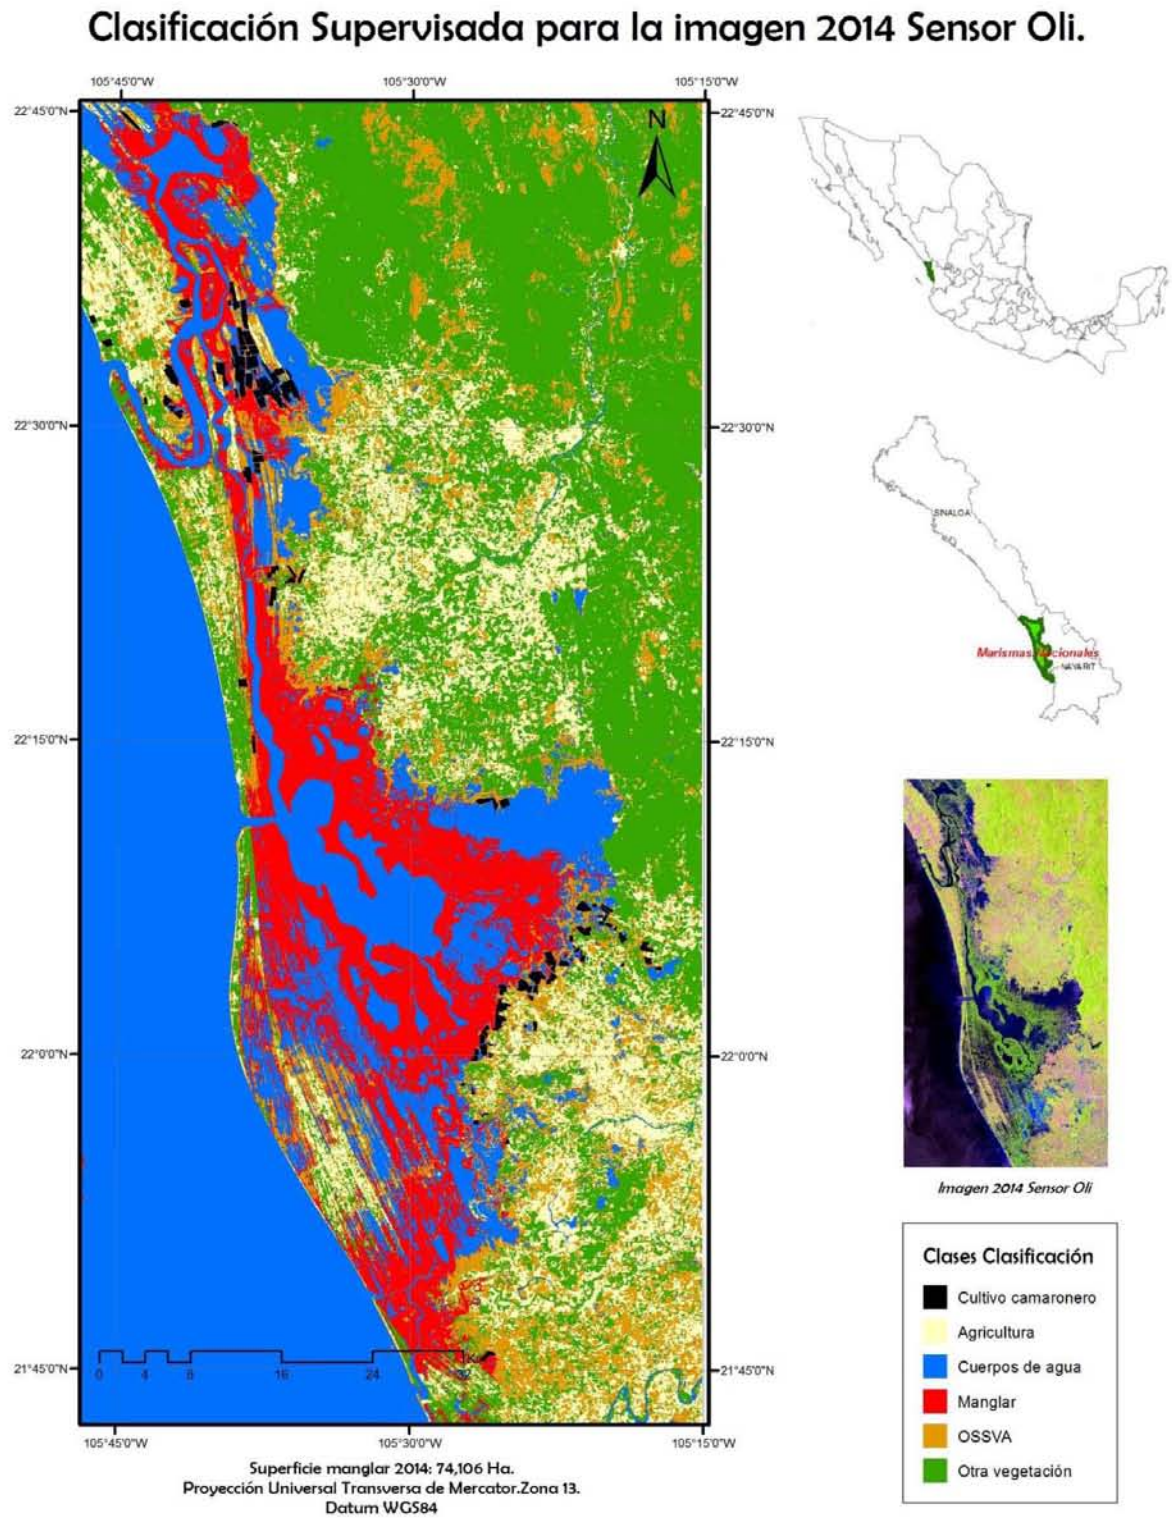 Clasificación Supervisada para la imagen 2014 Sensor Oli.
105°45'0"W
105°30'0"W
105°15'0"W
22°45'0"N
22°45'0"N
N
22°30'0"N
22°30'0"N
SINALOA
NAYARIT
22°15'0"N
22°15'0"N
22°0'0"N
22°0'0"N
Imagen 2014 Sensor Oli
Clases Clasificación
Cultivo camaronero
Agricultura
Cuerpos de agua
Manglar
OSSVA
Otra vegetación
21°45'0"N
21°45'0"N
0 4 8 16 24 32
105°45'0"W
105°30'0"W
105°15'0"W
Superficie manglar 2014: 74,106 Ha.
Proyección Universal Transversa de Mercator.Zona 13.
Datum WGS84
Marismas